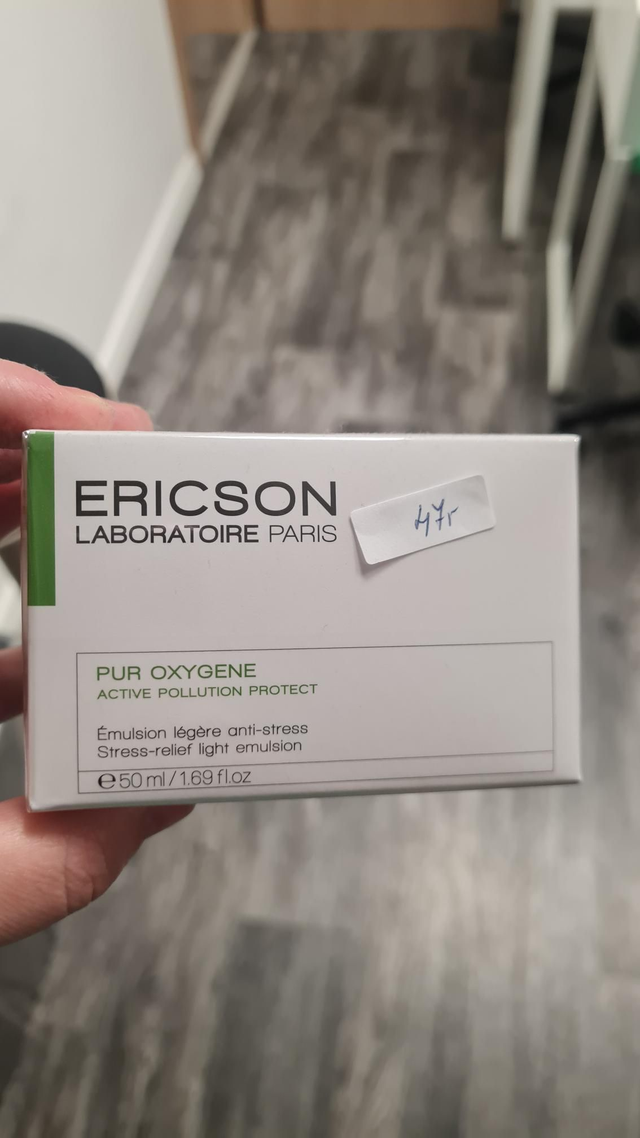 ERICSON
LABORATOIRE PARIS
47r
PUR OXYGENE
ACTIVE POLLUTION PROTECT
Émulsion légère anti-stress
Stress-relief light emulsion
℮ 50 ml / 1.69 fl.oz